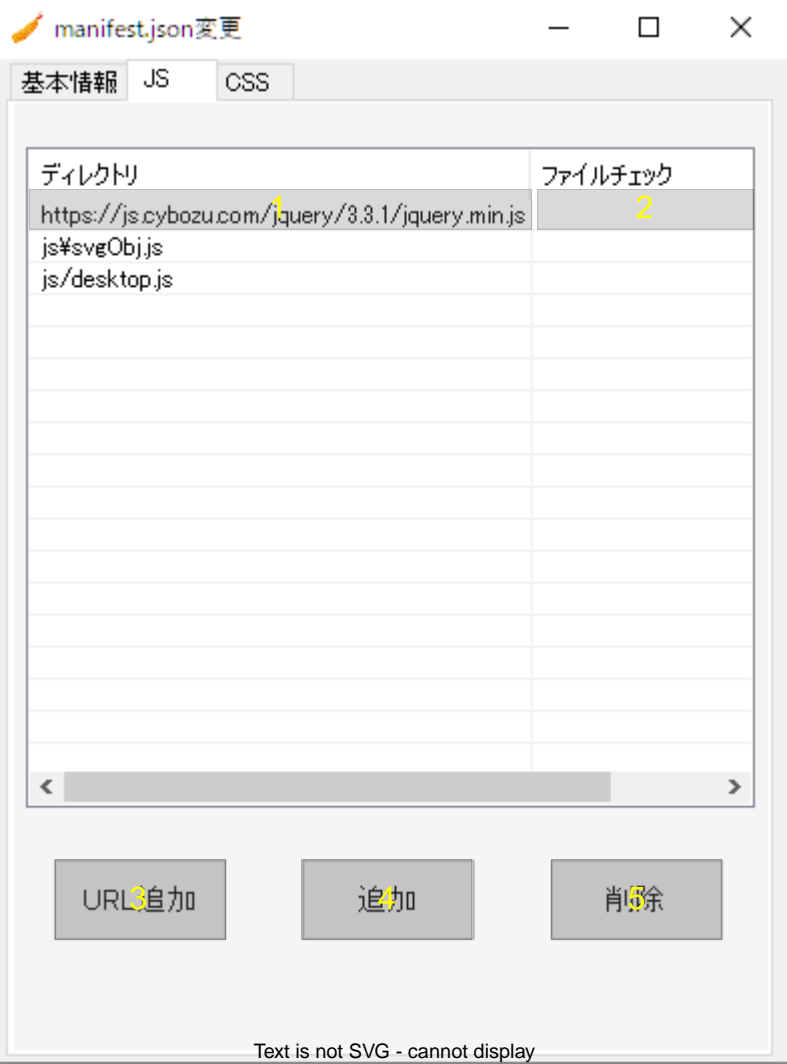 manifest.json変更
基本情報 JS CSS
ディレクトリ ファイルチェック
https://js.cybozu.com/jquery/3.3.1/jquery.min.js
1 2
js¥svgObj.js
js/desktop.js
URL追加 追加 削除
3 4 5
Text is not SVG - cannot display